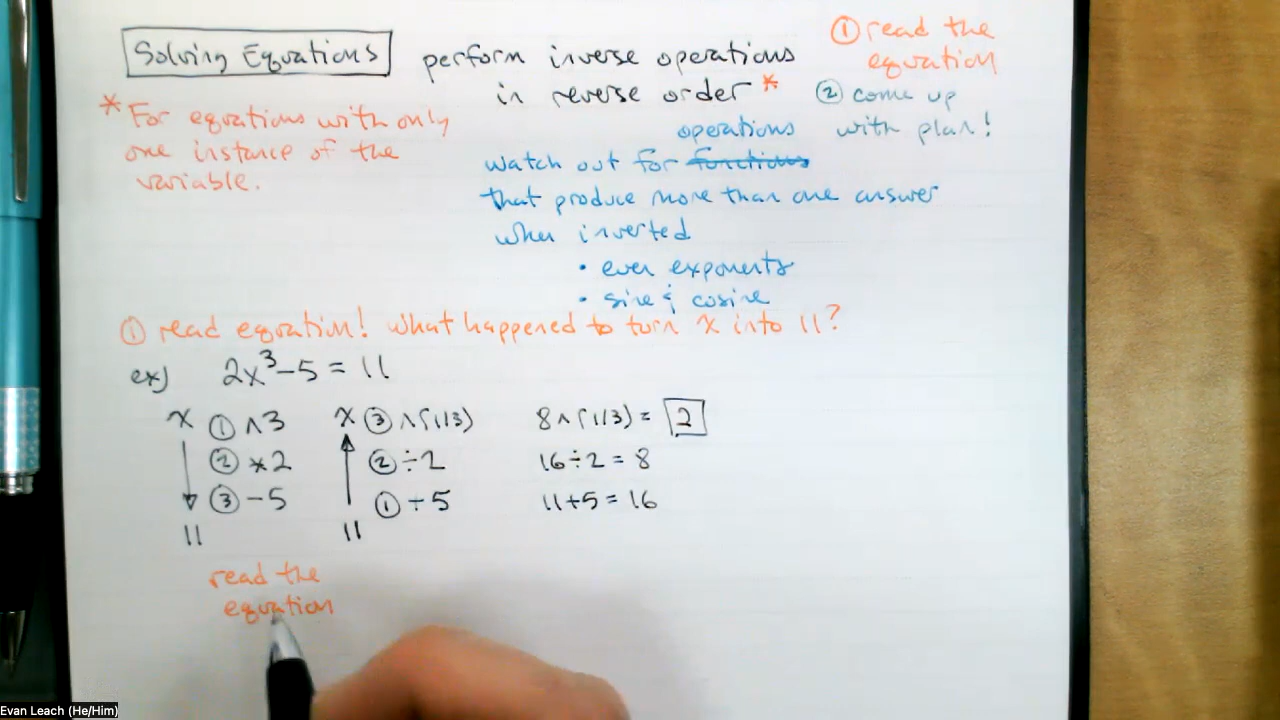 Solving Equations perform inverse operations
in reverse order *
① read the
equation
② come up
with plan!
* For equations with only
one instance of the
variable.
operations
watch out for functions
that produce more than one answer
when inverted
• even exponents
• sine & cosine
① read equation! What happened to turn x into 11?
ex) 2x³-5 = 11
x ① ^3 x ③ ^(1/3) 8^(1/3) = 2
② *2 ② ÷2 16÷2 = 8
③ -5 ① +5 11+5 = 16
11 11
read the
equation
Evan Leach (He/Him)